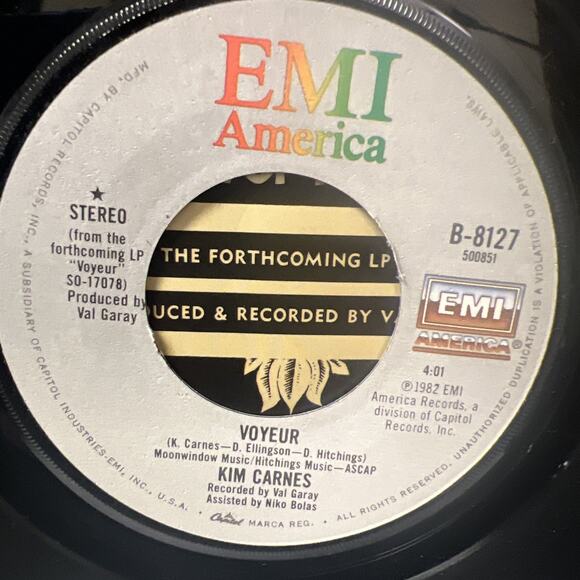 EMI
America
★
STEREO
(from the
forthcoming LP
"Voyeur"
SO-17078)
Produced by
Val Garay
B-8127
500851
THE FORTHCOMING LP
UCED & RECORDED BY V
EMI
AMERICA
4:01
℗1982 EMI
America Records, a
division of Capitol
Records, Inc.
VOYEUR
(K. Carnes—D. Ellingson—D. Hitchings)
Moonwindow Music/Hitchings Music—ASCAP
KIM CARNES
Recorded by Val Garay
Assisted by Niko Bolas
MFD. BY CAPITOL RECORDS, INC., A SUBSIDIARY OF CAPITOL INDUSTRIES-EMI, INC., U.S.A. • Capitol MARCA REG. • ALL RIGHTS RESERVED. UNAUTHORIZED DUPLICATION IS A VIOLATION OF APPLICABLE LAWS.